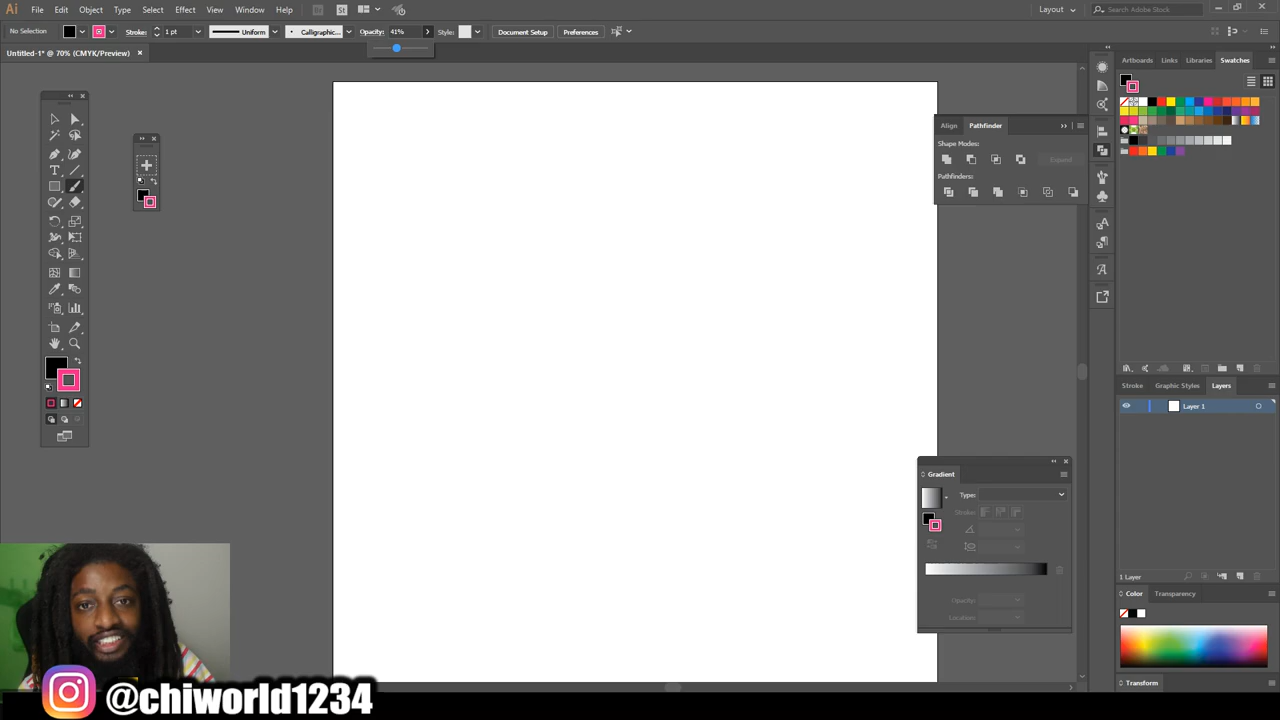 Ai File Edit Object Type Select Effect View Window Help Br St Layout Search Adobe Stock
No Selection Stroke: 1 pt Uniform Calligraphic... Opacity: 41% Style: Document Setup Preferences
Untitled-1* @ 70% (CMYK/Preview)
Artboards Links Libraries Swatches
Align Pathfinder
Shape Modes:
Expand
Pathfinders:
Stroke Graphic Styles Layers
Layer 1
Gradient
Type:
Stroke:
Opacity:
Location:
1 Layer
Color Transparency
Transform
@chiworld1234